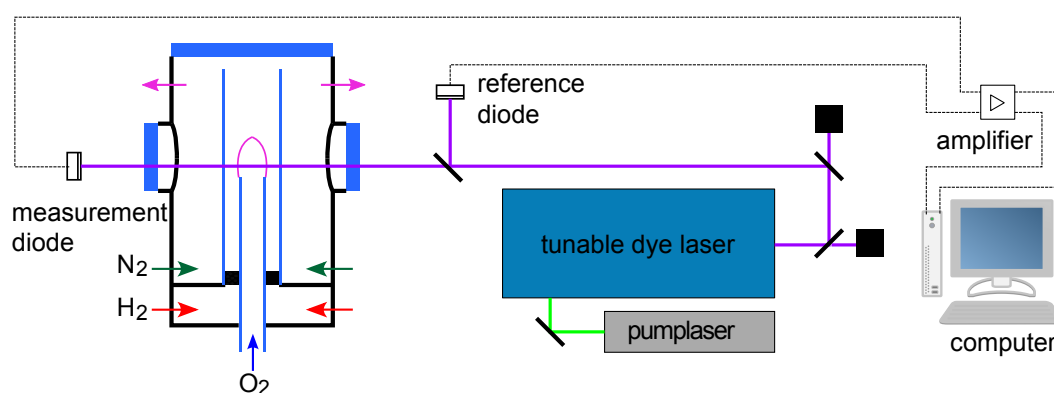 reference
diode
amplifier
measurement
diode
tunable dye laser
N2
H2
pumplaser
computer
O2